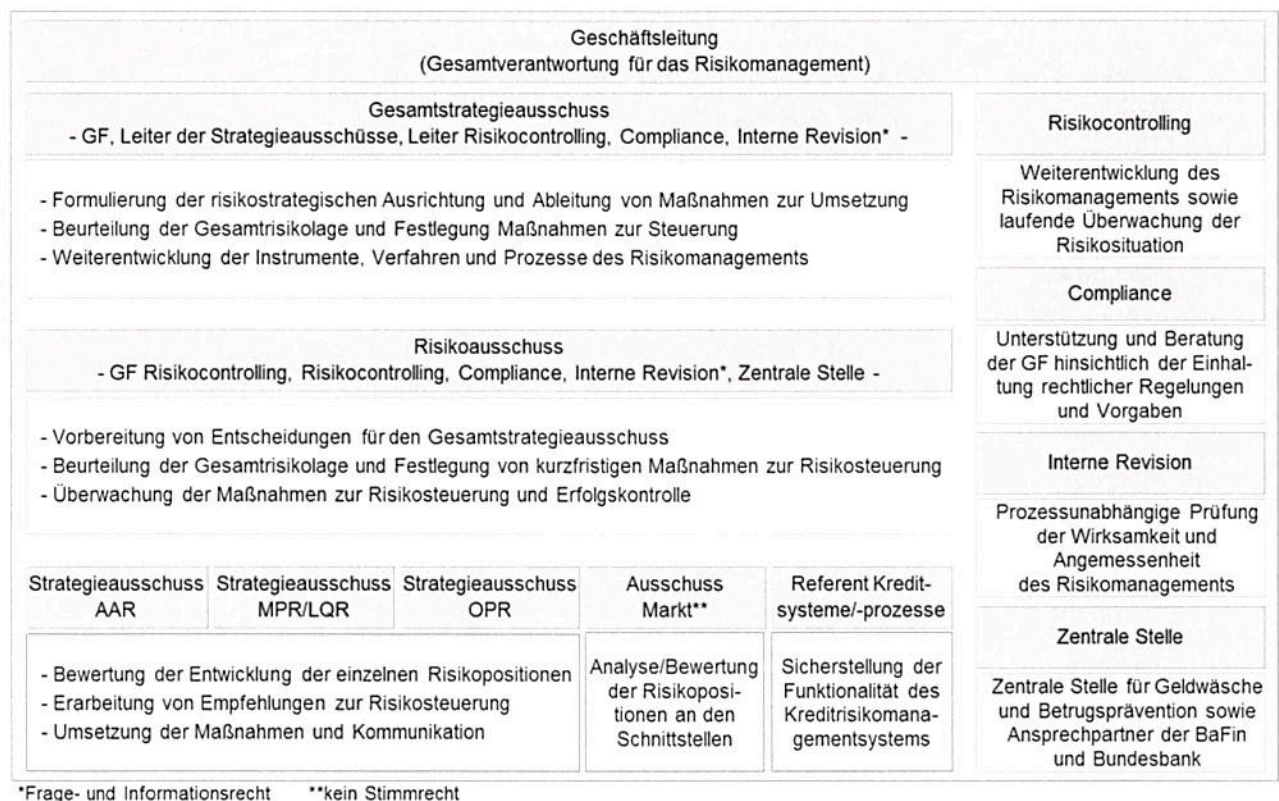 Geschäftsleitung
(Gesamtverantwortung für das Risikomanagement)
Gesamtstrategieausschuss
- GF, Leiter der Strategieausschüsse, Leiter Risikocontrolling, Compliance, Interne Revision* -
- Formulierung der risikostrategischen Ausrichtung und Ableitung von Maßnahmen zur Umsetzung
- Beurteilung der Gesamtrisikolage und Festlegung Maßnahmen zur Steuerung
- Weiterentwicklung der Instrumente, Verfahren und Prozesse des Risikomanagements
Risikoausschuss
- GF Risikocontrolling, Risikocontrolling, Compliance, Interne Revision*, Zentrale Stelle -
- Vorbereitung von Entscheidungen für den Gesamtstrategieausschuss
- Beurteilung der Gesamtrisikolage und Festlegung von kurzfristigen Maßnahmen zur Risikosteuerung
- Überwachung der Maßnahmen zur Risikosteuerung und Erfolgskontrolle
Strategieausschuss
AAR
Strategieausschuss
MPR/LQR
Strategieausschuss
OPR
- Bewertung der Entwicklung der einzelnen Risikopositionen
- Erarbeitung von Empfehlungen zur Risikosteuerung
- Umsetzung der Maßnahmen und Kommunikation
Ausschuss
Markt**
Analyse/Bewertung
der Risikoposi-
tionen an den
Schnittstellen
Referent Kredit-
systeme/-prozesse
Sicherstellung der
Funktionalität des
Kreditrisikomana-
gementsystems
Risikocontrolling
Weiterentwicklung des
Risikomanagements sowie
laufende Überwachung der
Risikosituation
Compliance
Unterstützung und Beratung
der GF hinsichtlich der Einhal-
tung rechtlicher Regelungen
und Vorgaben
Interne Revision
Prozessunabhängige Prüfung
der Wirksamkeit und
Angemessenheit
des Risikomanagements
Zentrale Stelle
Zentrale Stelle für Geldwäsche
und Betrugsprävention sowie
Ansprechpartner der BaFin
und Bundesbank
*Frage- und Informationsrecht **kein Stimmrecht